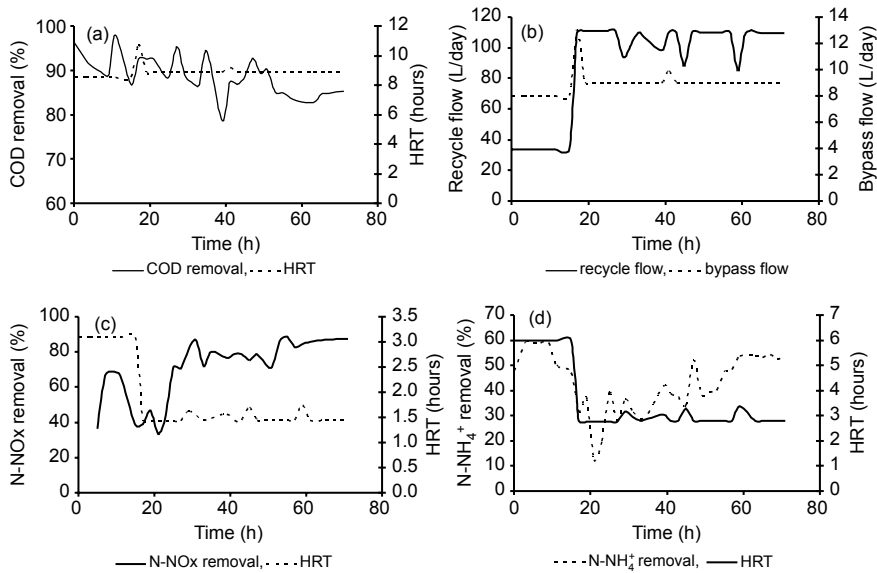 (a)
COD removal (%)
100
90
80
90
60
HRT (hours)
12
10
8
6
4
2
0
0 20 40 60 80
Time (h)
COD removal, HRT
(b)
Recycle flow (L/day)
120
100
80
60
40
20
0
Bypass flow (L/day)
14
12
10
8
6
4
2
0
0 20 40 60 80
Time (h)
recycle flow, bypass flow
(c)
N-NOx removal (%)
100
80
60
40
20
0
HRT (hours)
3.5
3.0
2.5
2.0
1.5
1.0
0.5
0.0
0 20 40 60 80
Time (h)
N-NOx removal, HRT
(d)
N-NH₄⁺ removal (%)
70
60
50
40
30
20
10
0
HRT (hours)
7
6
5
4
3
2
1
0
0 20 40 60 80
Time (h)
N-NH₄⁺ removal, HRT